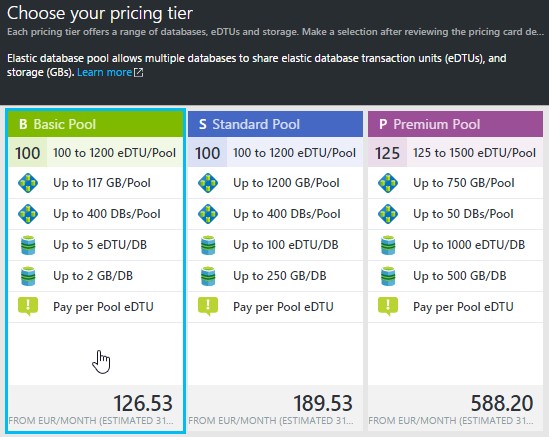 Choose your pricing tier
Each pricing tier offers a range of databases, eDTUs and storage. Make a selection after reviewing the pricing card de...
Elastic database pool allows multiple databases to share elastic database transaction units (eDTUs), and
storage (GBs). Learn more
B Basic Pool
100 100 to 1200 eDTU/Pool
Up to 117 GB/Pool
Up to 400 DBs/Pool
Up to 5 eDTU/DB
Up to 2 GB/DB
Pay per Pool eDTU
126.53
FROM EUR/MONTH (ESTIMATED 31...
S Standard Pool
100 100 to 1200 eDTU/Pool
Up to 1200 GB/Pool
Up to 400 DBs/Pool
Up to 100 eDTU/DB
Up to 250 GB/DB
Pay per Pool eDTU
189.53
FROM EUR/MONTH (ESTIMATED 31...
P Premium Pool
125 125 to 1500 eDTU/Pool
Up to 750 GB/Pool
Up to 50 DBs/Pool
Up to 1000 eDTU/DB
Up to 500 GB/DB
Pay per Pool eDTU
588.20
FROM EUR/MONTH (ESTIMATED 31...